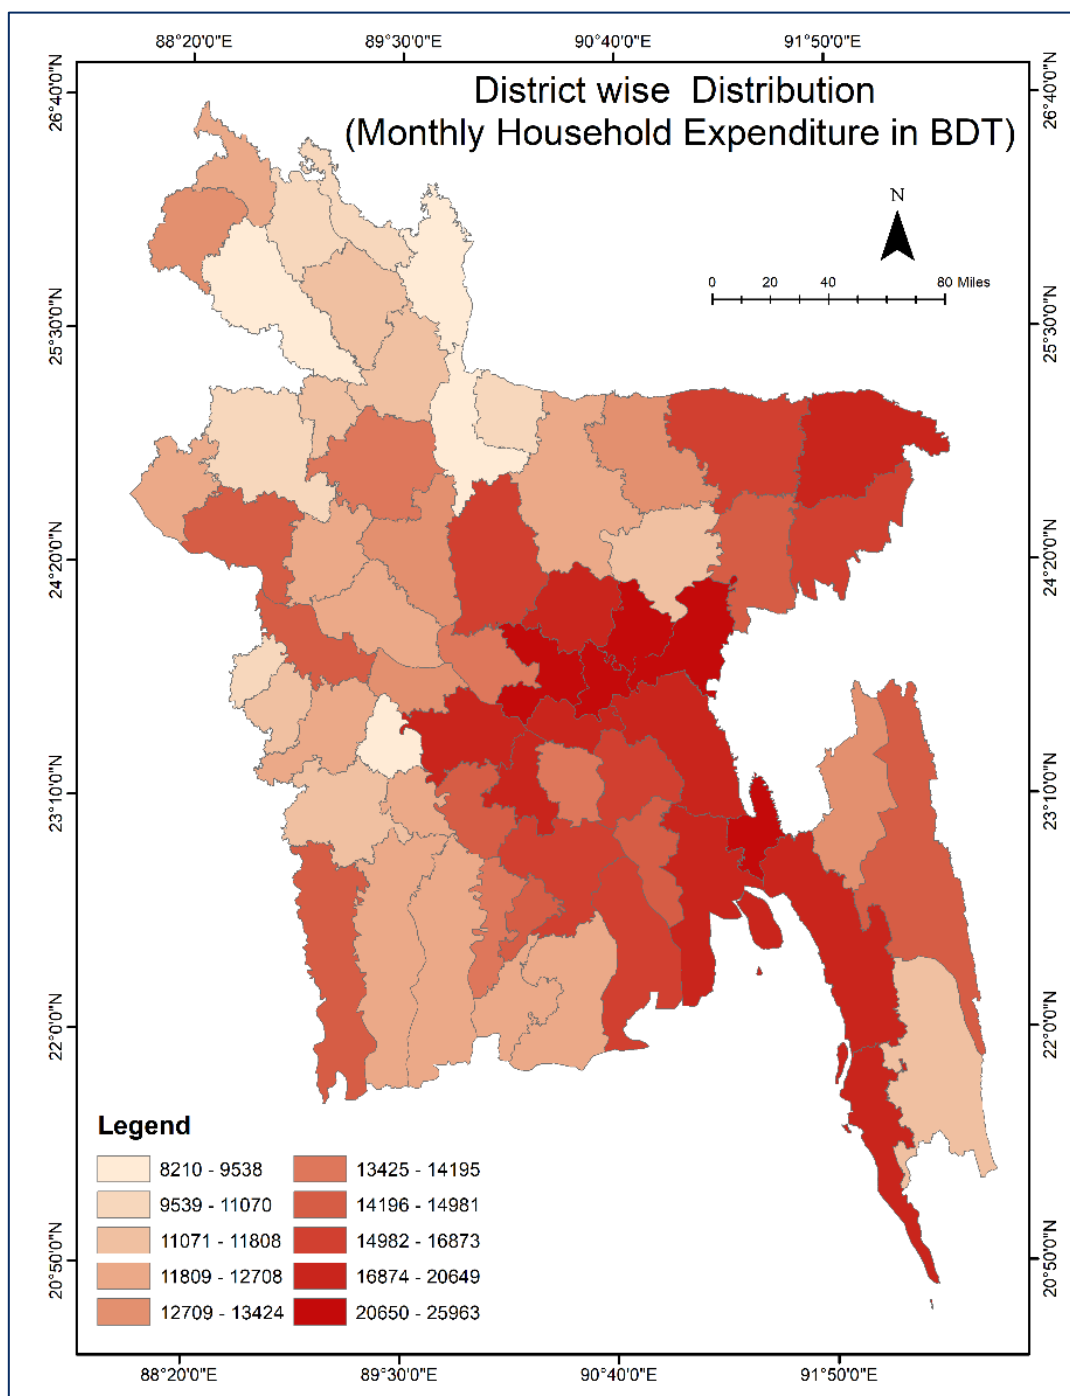 88°20'0"E 89°30'0"E 90°40'0"E 91°50'0"E
District wise Distribution
(Monthly Household Expenditure in BDT)
N
0 20 40 80 Miles
26°40'0"N 26°40'0"N
25°30'0"N 25°30'0"N
24°20'0"N 24°20'0"N
23°10'0"N 23°10'0"N
22°0'0"N 22°0'0"N
20°50'0"N 20°50'0"N
Legend
8210 - 9538
9539 - 11070
11071 - 11808
11809 - 12708
12709 - 13424
13425 - 14195
14196 - 14981
14982 - 16873
16874 - 20649
20650 - 25963
88°20'0"E 89°30'0"E 90°40'0"E 91°50'0"E